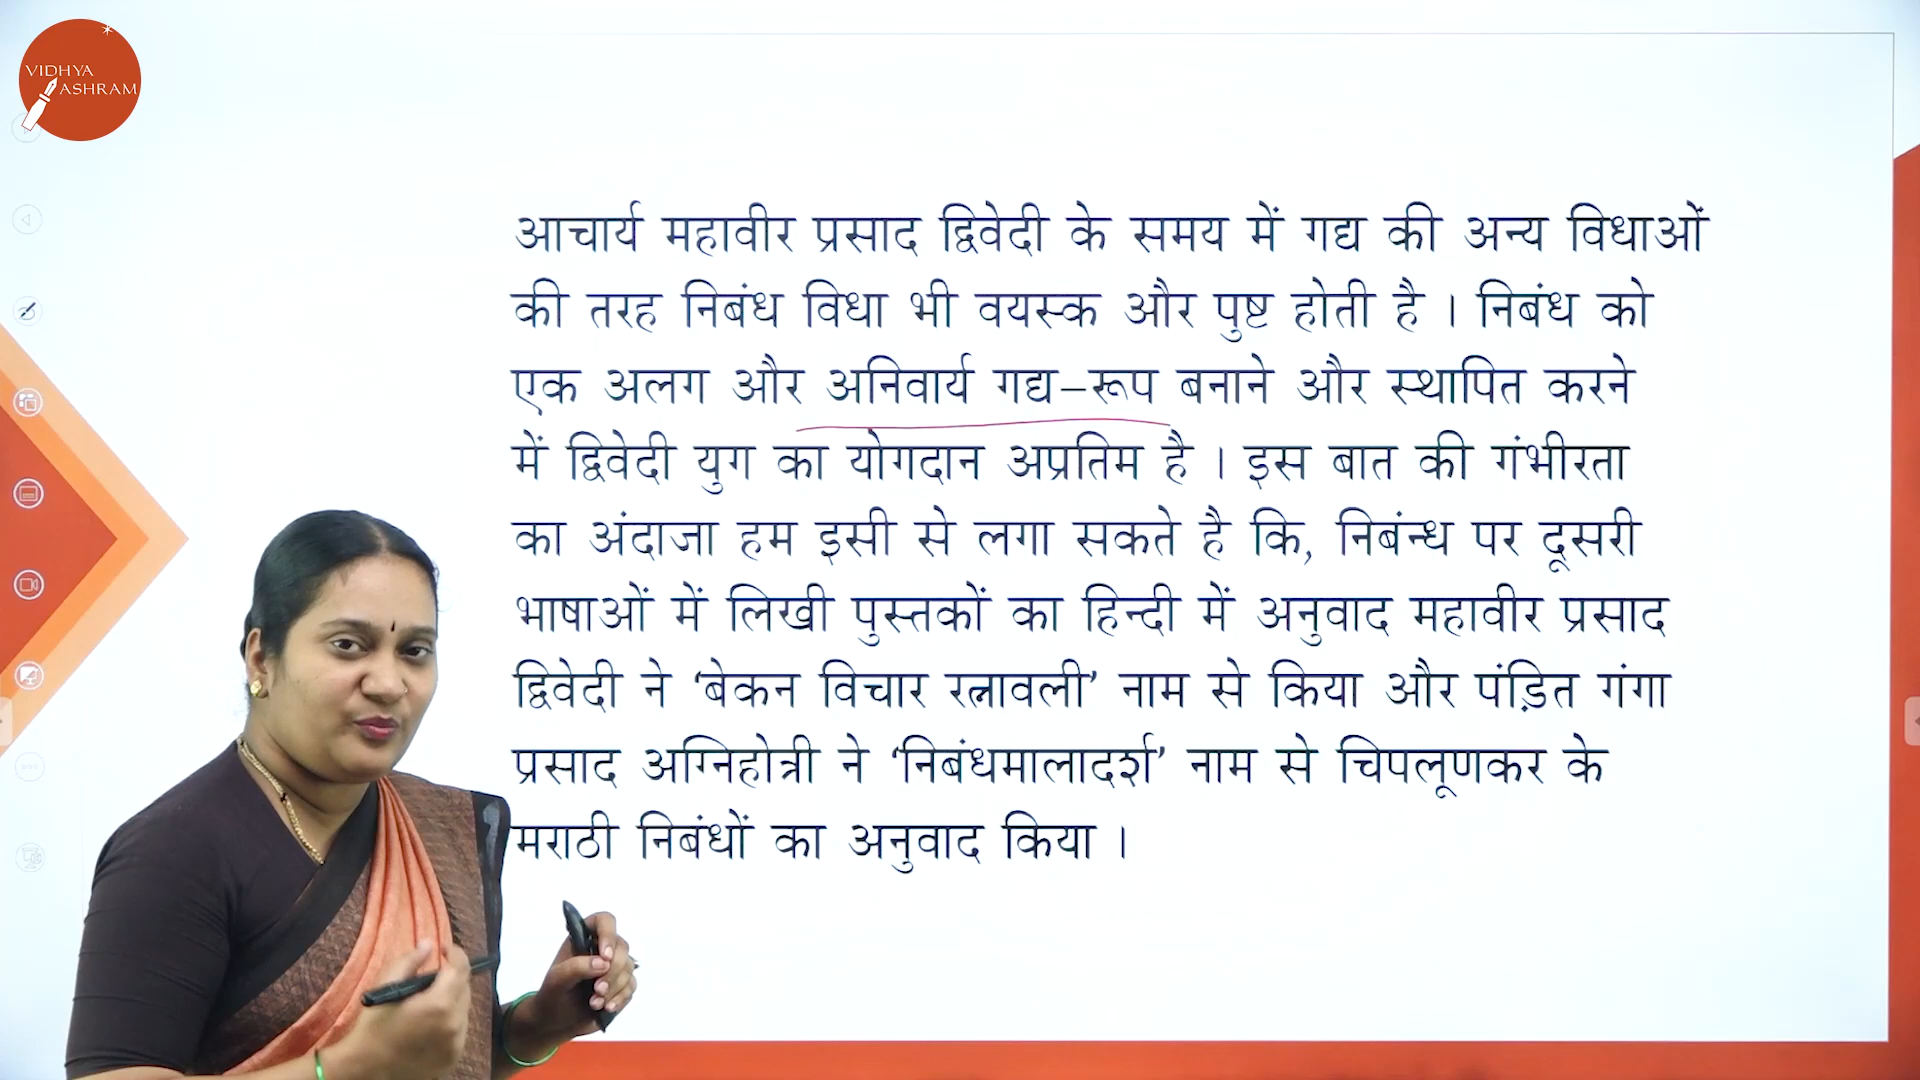 VIDHYA
ASHRAM
आचार्य महावीर प्रसाद द्विवेदी के समय में गद्य की अन्य विधाओं
की तरह निबंध विधा भी वयस्क और पुष्ट होती है ।  निबंध को
एक अलग और अनिवार्य गद्य–रूप बनाने और स्थापित करने
में द्विवेदी युग का योगदान अप्रतिम है । इस बात की गंभीरता
का अंदाजा हम इसी से लगा सकते है कि, निबंन्ध पर दूसरी
भाषाओं में लिखी पुस्तकों का हिन्दी में अनुवाद महावीर प्रसाद
द्विवेदी ने ‘बेकन विचार रत्नावली’ नाम से किया और पंड़ित गंगा
प्रसाद अग्निहोत्री ने ‘निबंधमालादर्श’ नाम से चिपलूणकर के
मराठी निबंधों का अनुवाद किया ।